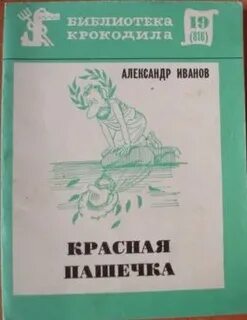 БИБЛИОТЕКА
КРОКОДИЛА
19
(816)
АЛЕКСАНДР ИВАНОВ
КРАСНАЯ
ПАШЕЧКА